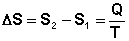 ΔS = S₂ − S₁ = Q/T